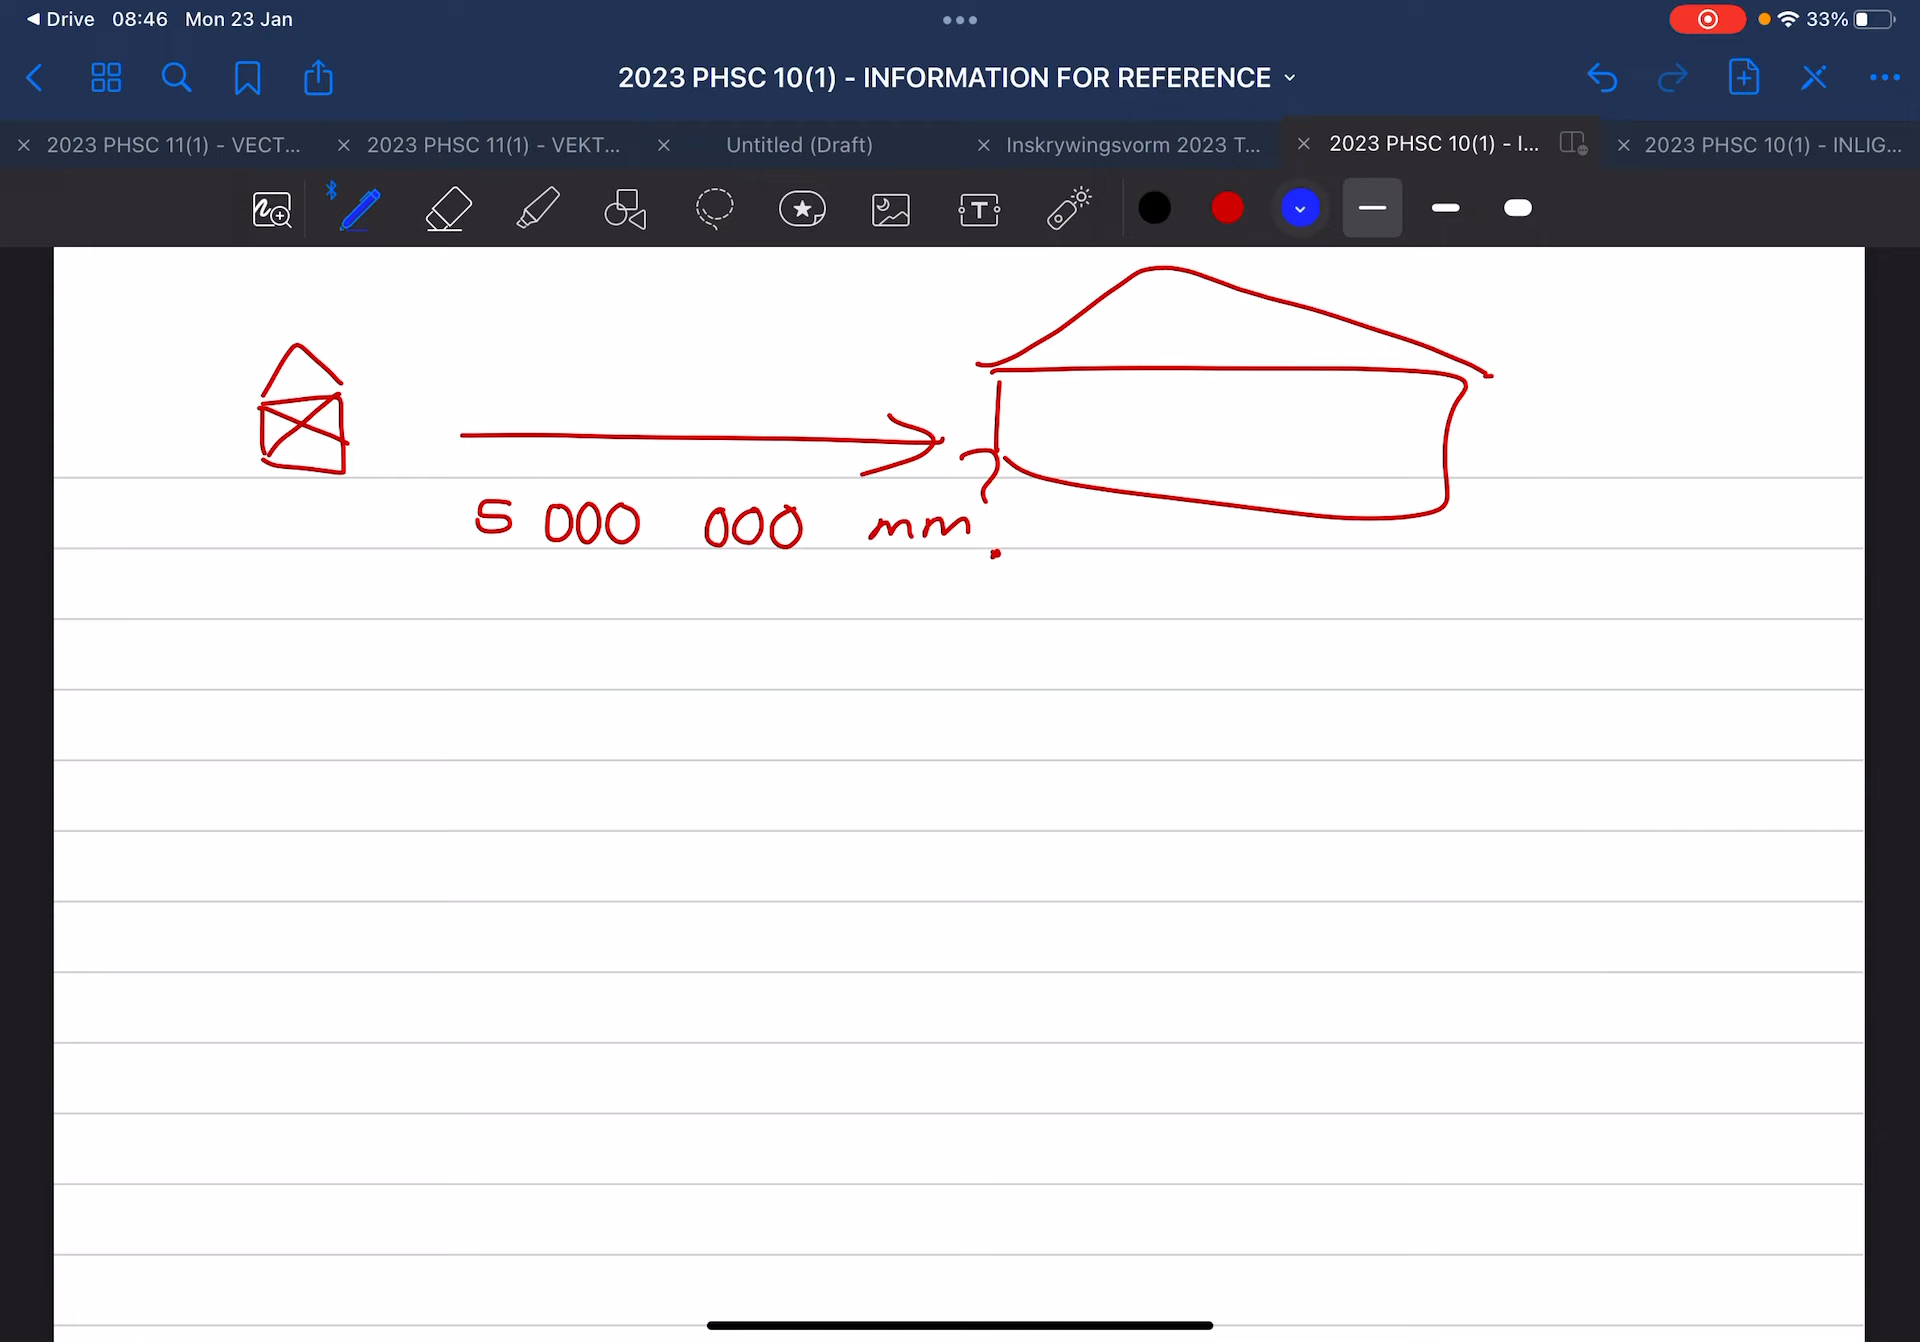 Drive 08:46 Mon 23 Jan 33%
2023 PHSC 10(1) - INFORMATION FOR REFERENCE
2023 PHSC 11(1) - VECT... 2023 PHSC 11(1) - VEKT... Untitled (Draft) Inskrywingsvorm 2023 T... 2023 PHSC 10(1) - I... 2023 PHSC 10(1) - INLIG...
T
5 000 000 mm?